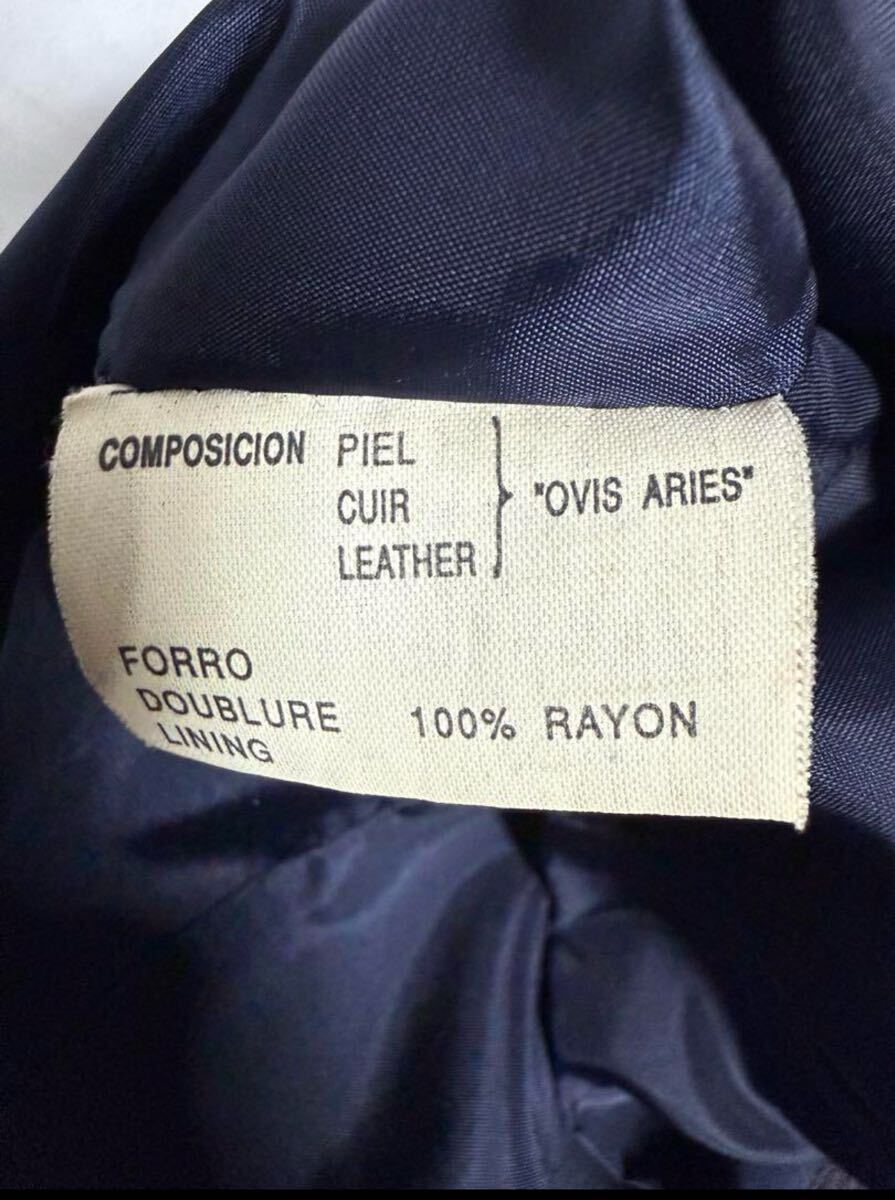 COMPOSICION PIEL
CUIR
LEATHER
"OVIS ARIES"
FORRO
DOUBLURE
LINING
100% RAYON